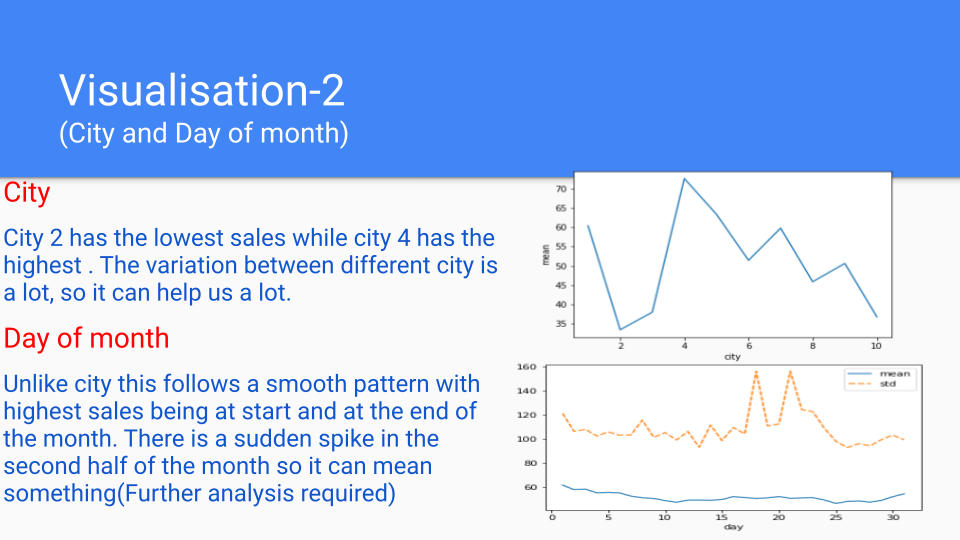 Visualisation-2
(City and Day of month)
City
City 2 has the lowest sales while city 4 has the
highest . The variation between different city is
a lot, so it can help us a lot.
Day of month
Unlike city this follows a smooth pattern with
highest sales being at start and at the end of
the month. There is a sudden spike in the
second half of the month so it can mean
something(Further analysis required)
70
65
60
55
50
45
40
35
mean
2 4 6 8 10
city
160
140
120
100
80
60
mean
std
0 5 10 15 20 25 30
day